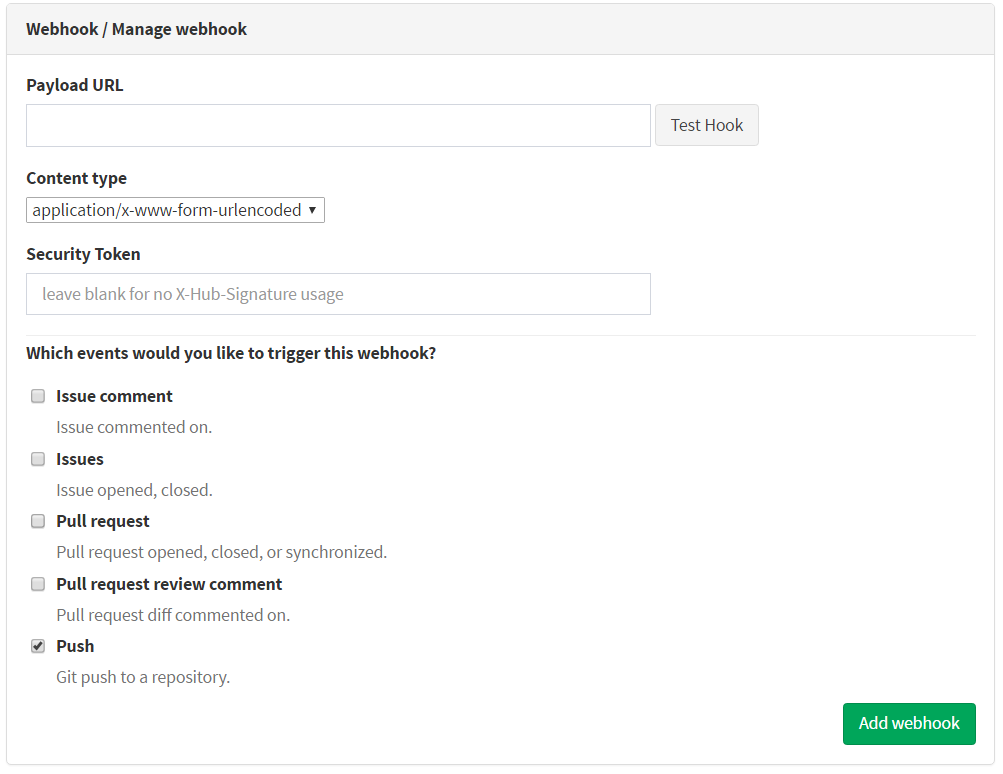 Webhook / Manage webhook
Payload URL
Test Hook
Content type
application/x-www-form-urlencoded
Security Token
leave blank for no X-Hub-Signature usage
Which events would you like to trigger this webhook?
Issue comment
Issue commented on.
Issues
Issue opened, closed.
Pull request
Pull request opened, closed, or synchronized.
Pull request review comment
Pull request diff commented on.
Push
Git push to a repository.
Add webhook